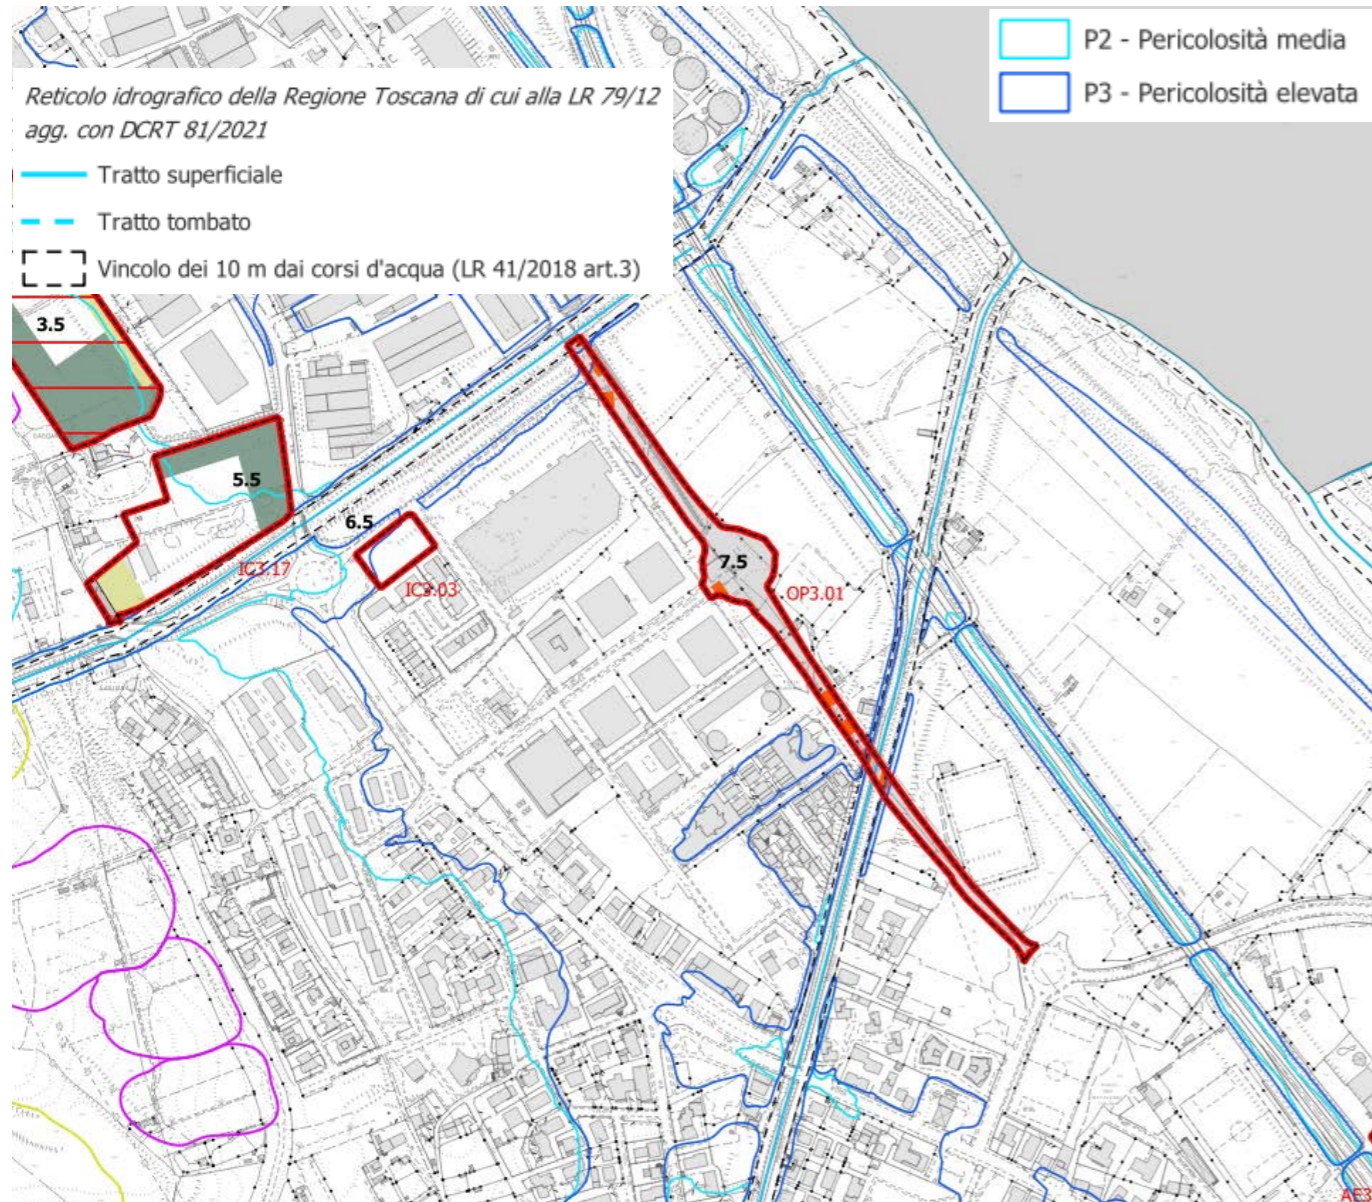 P2 - Pericolosità media
P3 - Pericolosità elevata
Reticolo idrografico della Regione Toscana di cui alla LR 79/12
agg. con DCRT 81/2021
Tratto superficiale
Tratto tombato
Vincolo dei 10 m dai corsi d'acqua (LR 41/2018 art.3)
3.5
5.5
6.5
IC3.17
IC3.03
7.5
OP3.01